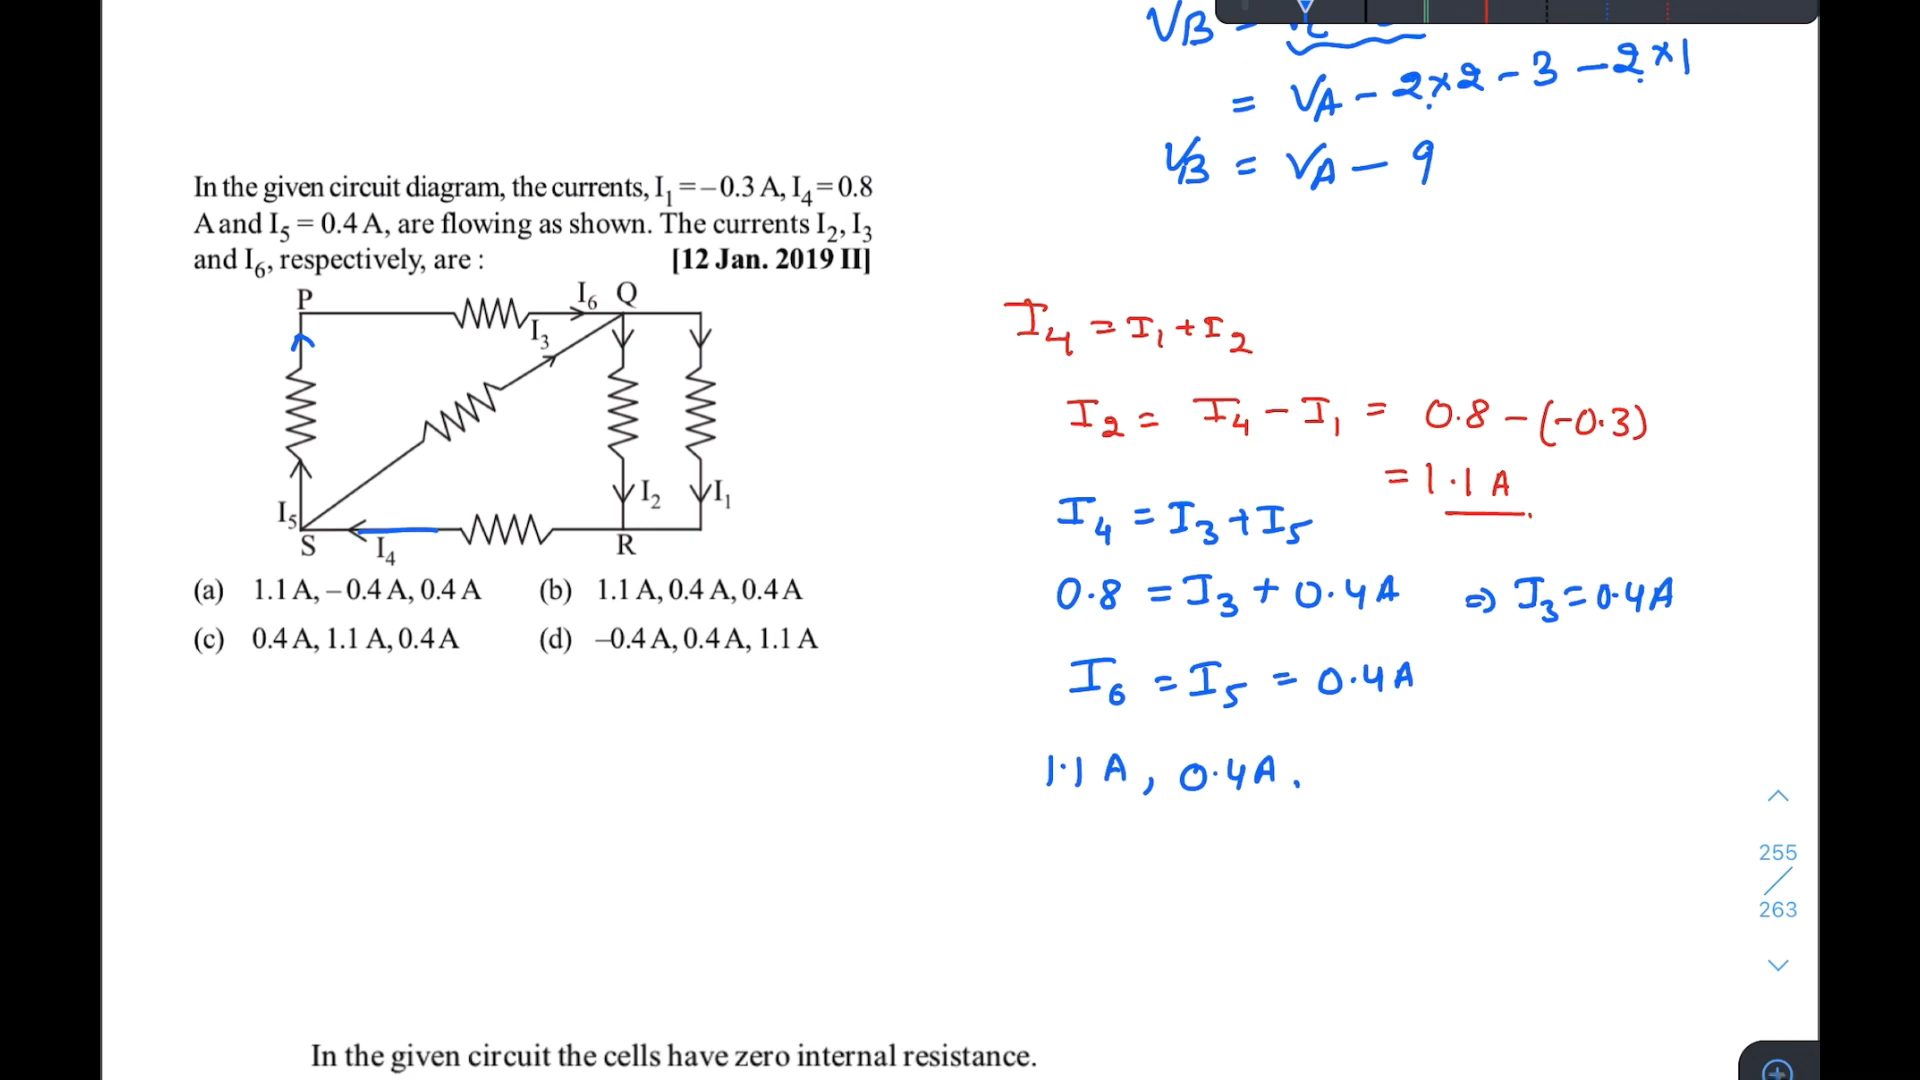 VB =
= VA - 2×2 - 3 - 2×1
VB = VA - 9
In the given circuit diagram, the currents, I₁ = – 0.3 A, I₄ = 0.8
A and I₅ = 0.4 A, are flowing as shown. The currents I₂, I₃
and I₆, respectively, are : [12 Jan. 2019 II]
P I₆ Q
I₃
I₂ I₁
I₅
S I₄ R
(a) 1.1 A, – 0.4 A, 0.4 A (b) 1.1 A, 0.4 A, 0.4 A
(c) 0.4 A, 1.1 A, 0.4 A (d) –0.4 A, 0.4 A, 1.1 A
I₄ = I₁ + I₂
I₂ = I₄ - I₁ = 0.8 - (-0.3)
= 1.1 A
I₄ = I₃ + I₅
0.8 = I₃ + 0.4 A ⇒ I₃ = 0.4 A
I₆ = I₅ = 0.4 A
1.1 A, 0.4 A.
255
263
In the given circuit the cells have zero internal resistance.